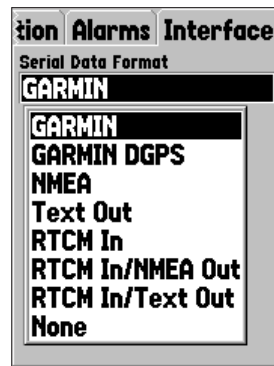 tion Alarms Interface
Serial Data Format
GARMIN
GARMIN
GARMIN DGPS
NMEA
Text Out
RTCM In
RTCM In/NMEA Out
RTCM In/Text Out
None